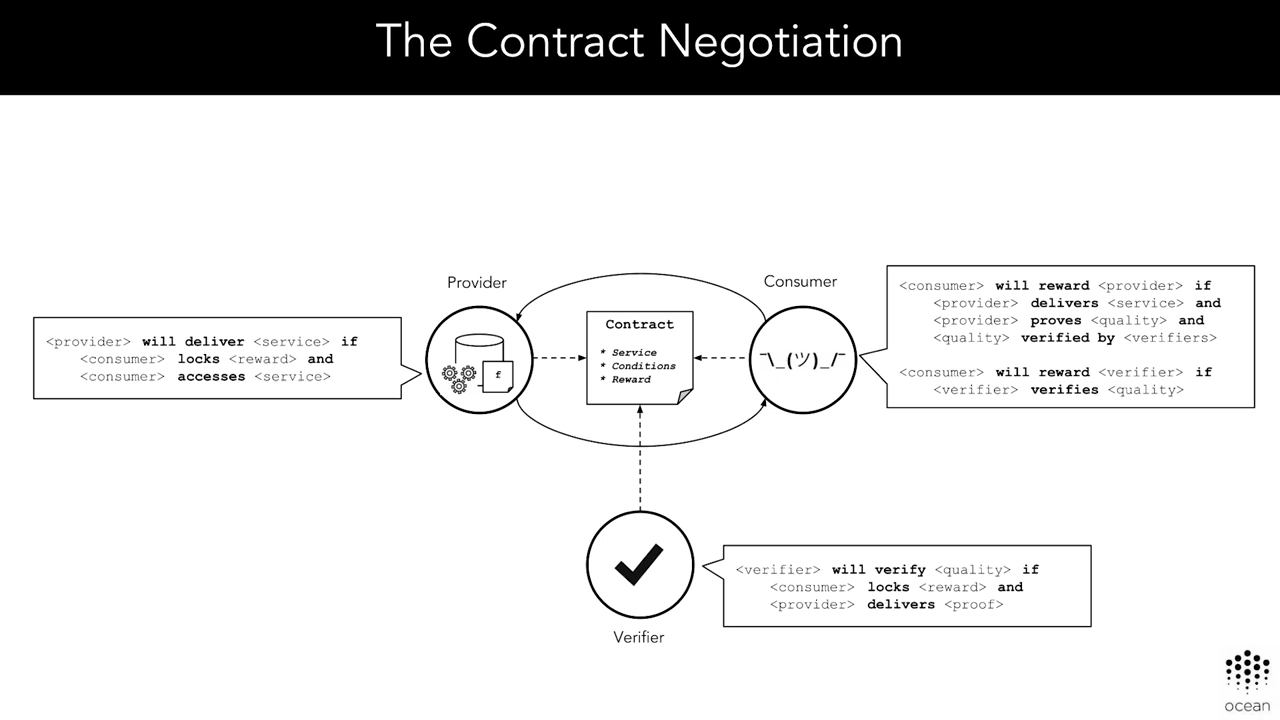 The Contract Negotiation
Provider
Consumer
<provider> will deliver <service> if
<consumer> locks <reward> and
<consumer> accesses <service>
f
Contract
* Service
* Conditions
* Reward
¯\_(ツ)_/¯
<consumer> will reward <provider> if
<provider> delivers <service> and
<provider> proves <quality> and
<quality> verified by <verifiers>
<consumer> will reward <verifier> if
<verifier> verifies <quality>
<verifier> will verify <quality> if
<consumer> locks <reward> and
<provider> delivers <proof>
Verifier
ocean